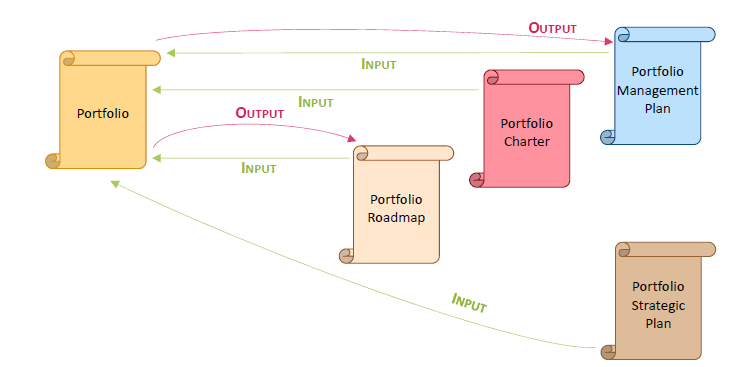 OUTPUT
INPUT
Portfolio
Management
Plan
INPUT
Portfolio
OUTPUT
Portfolio
Charter
INPUT
Portfolio
Roadmap
INPUT
Portfolio
Strategic
Plan